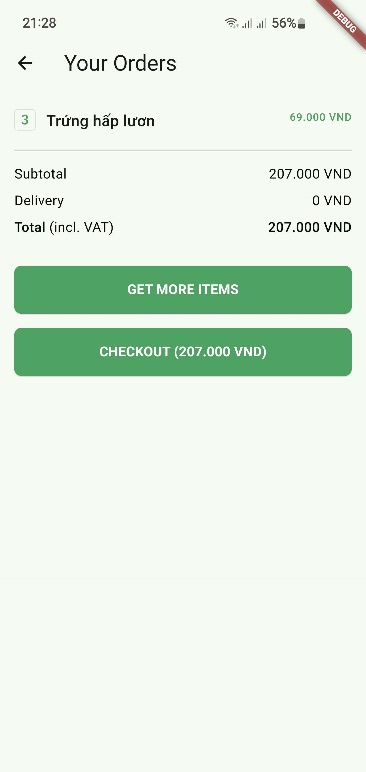 21:28 56%
DEBUG
Your Orders
3 Trứng hấp lươn 69.000 VND
Subtotal 207.000 VND
Delivery 0 VND
Total (incl. VAT) 207.000 VND
GET MORE ITEMS
CHECKOUT (207.000 VND)